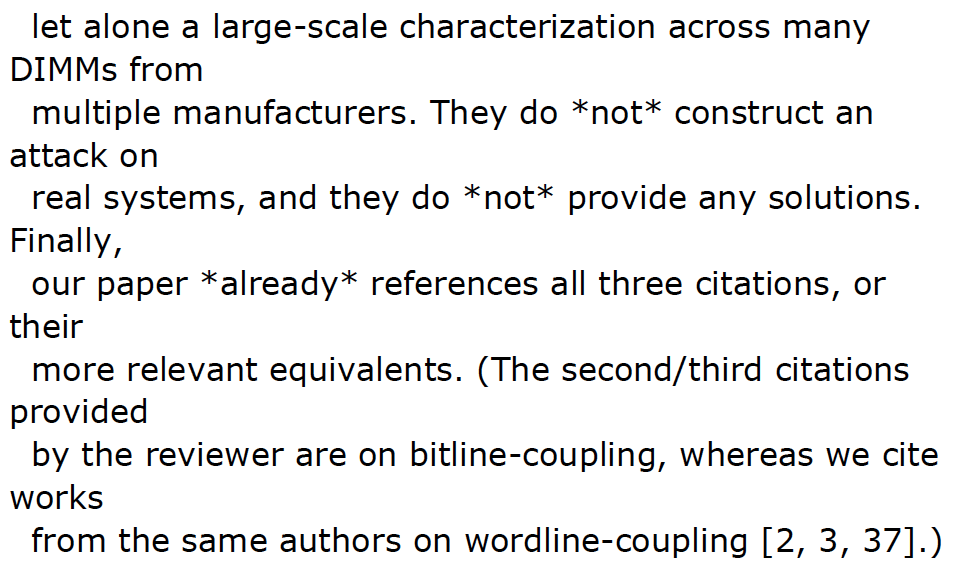 let alone a large-scale characterization across many
DIMMs from
multiple manufacturers. They do *not* construct an
attack on
real systems, and they do *not* provide any solutions.
Finally,
our paper *already* references all three citations, or
their
more relevant equivalents. (The second/third citations
provided
by the reviewer are on bitline-coupling, whereas we cite
works
from the same authors on wordline-coupling [2, 3, 37].)